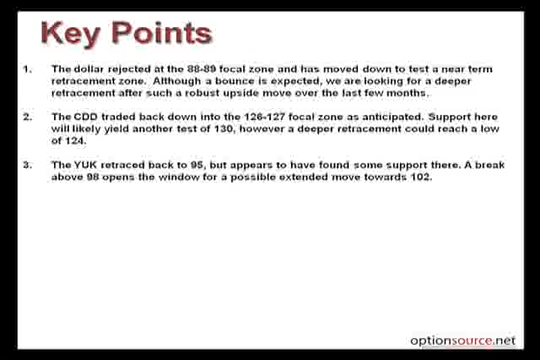 Key Points
1. The dollar rejected at the 88-89 focal zone and has moved down to test a near term
retracement zone. Although a bounce is expected, we are looking for a deeper
retracement after such a robust upside move over the last few months.
2. The CDD traded back down into the 126-127 focal zone as anticipated. Support here
will likely yield another test of 130, however a deeper retracement could reach a low
of 124.
3. The YUK retraced back to 95, but appears to have found some support there. A break
above 98 opens the window for a possible extended move towards 102.
optionsource.net